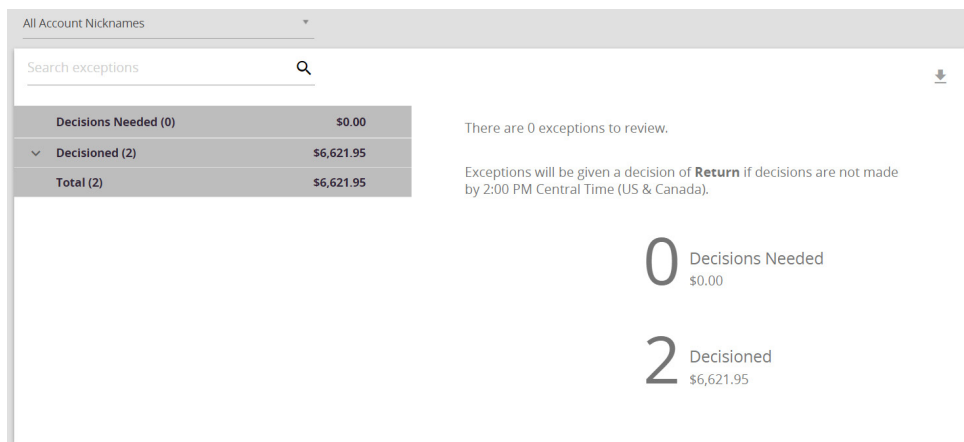 All Account Nicknames
Search exceptions
Decisions Needed (0) $0.00
Decisioned (2) $6,621.95
Total (2) $6,621.95
There are 0 exceptions to review.
Exceptions will be given a decision of Return if decisions are not made
by 2:00 PM Central Time (US & Canada).
0 Decisions Needed
$0.00
2 Decisioned
$6,621.95